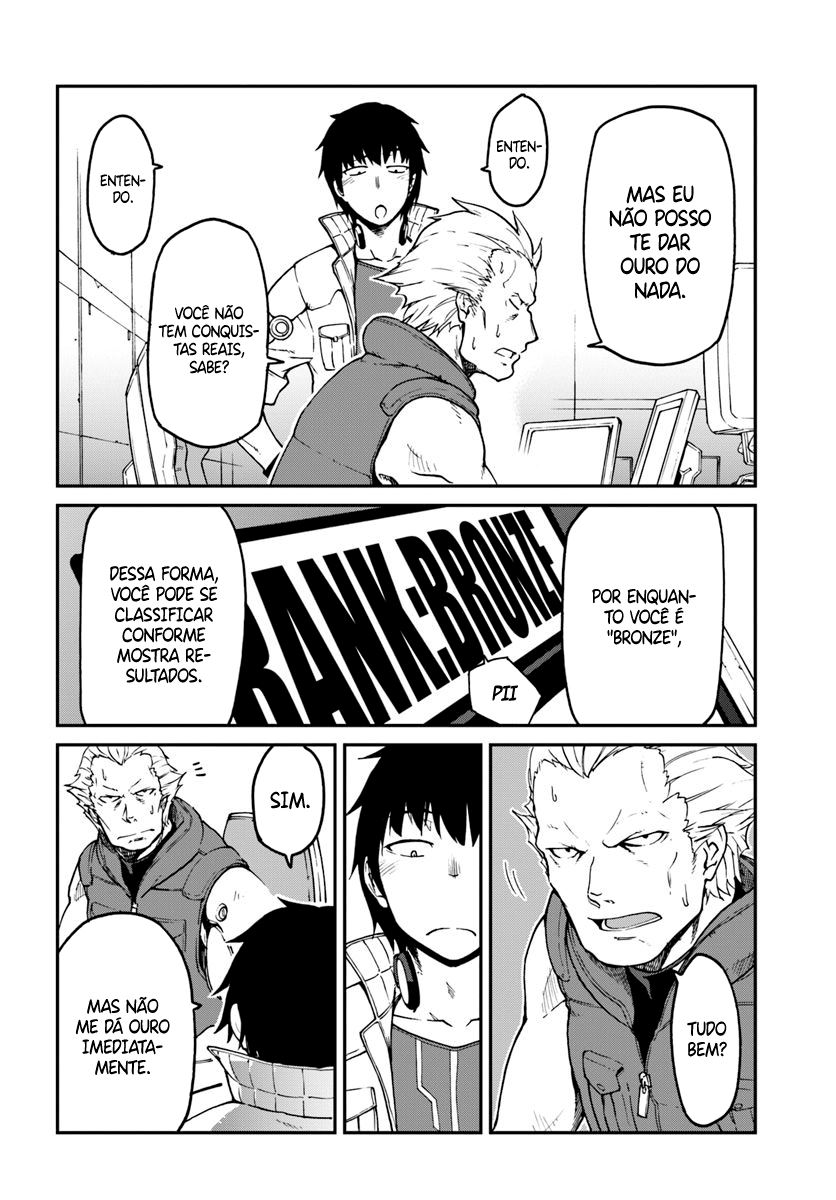 MAS EU
NÃO POSSO
TE DAR
OURO DO
NADA.
ENTEN-
DO.
VOCÊ NÃO
TEM CONQUIS-
TAS REAIS,
SABE?
ENTEN-
DO.
POR ENQUAN-
TO VOCÊ É
"BRONZE",
PII
RANK:BRONZE
DESSA FORMA,
VOCÊ PODE SE
CLASSIFICAR
CONFORME
MOSTRA RE-
SULTADOS.
TUDO
BEM?
SIM.
MAS NÃO
ME DÁ OURO
IMEDIATA-
MENTE.